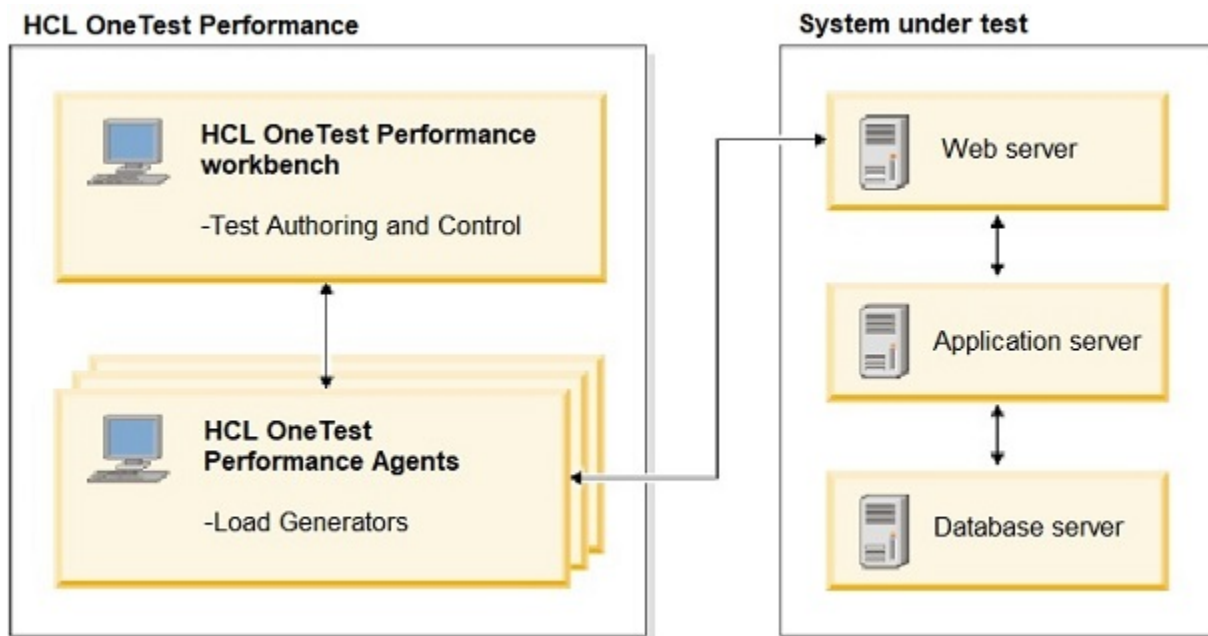 HCL OneTest Performance
HCL OneTest Performance
workbench
-Test Authoring and Control
HCL OneTest
Performance Agents
-Load Generators
System under test
Web server
Application server
Database server